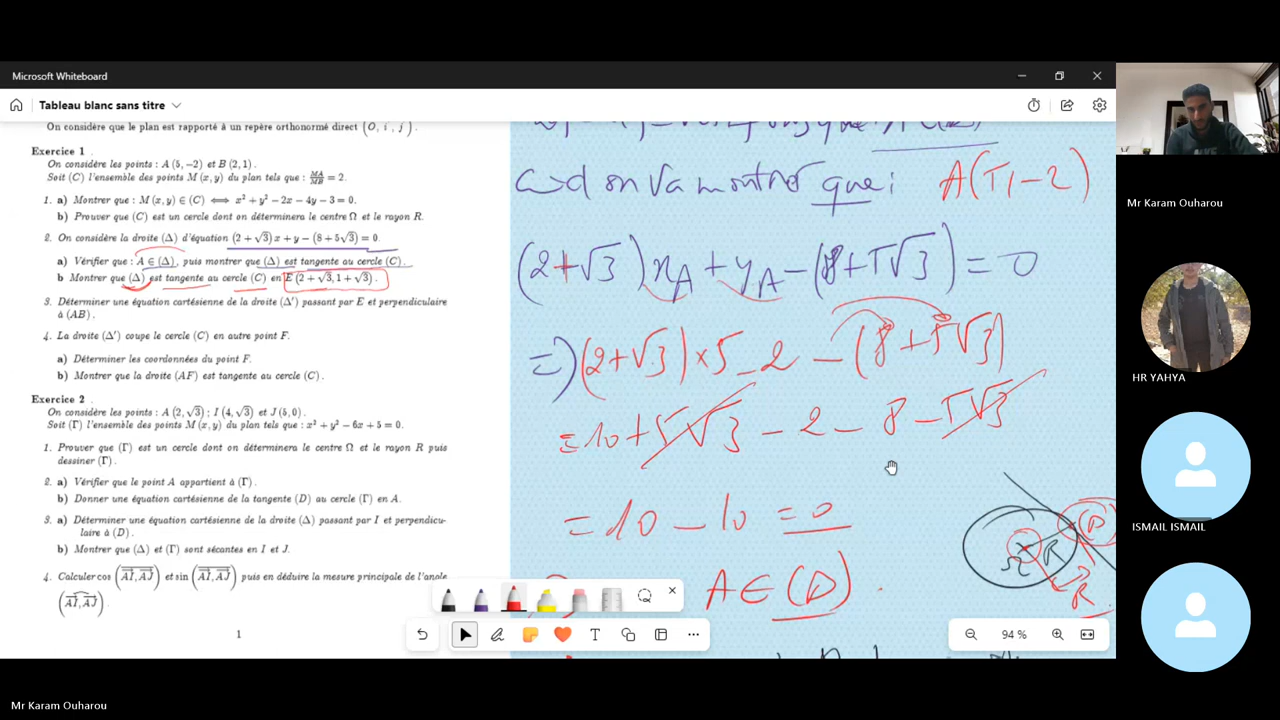 Microsoft Whiteboard
Tableau blanc sans titre
On considère que le plan est rapporté à un repère orthonormé direct (O, i, j).
Exercice 1
On considère les points : A (5, −2) et B (2, 1).
Soit (C) l'ensemble des points M (x, y) du plan tels que : MA/MB = 2.
1. a) Montrer que : M (x, y) ∈ (C) ⟺ x² + y² − 2x − 4y − 3 = 0.
b) Prouver que (C) est un cercle dont on déterminera le centre Ω et le rayon R.
2. On considère la droite (Δ) d'équation (2 + √3) x + y − (8 + 5√3) = 0.
a) Vérifier que : A ∈ (Δ), puis montrer que (Δ) est tangente au cercle (C).
b Montrer que (Δ) est tangente au cercle (C) en E (2 + √3, 1 + √3).
3. Déterminer une équation cartésienne de la droite (Δ′) passant par E et perpendiculaire
à (AB).
4. La droite (Δ′) coupe le cercle (C) en autre point F.
a) Déterminer les coordonnées du point F.
b) Montrer que la droite (AF) est tangente au cercle (C).
Exercice 2
On considère les points : A (2, √3) ; I (4, √3) et J (5, 0).
Soit (Γ) l'ensemble des points M (x, y) du plan tels que : x² + y² − 6x + 5 = 0.
1. Prouver que (Γ) est un cercle dont on déterminera le centre Ω et le rayon R puis
dessiner (Γ).
2. a) Vérifier que le point A appartient à (Γ).
b) Donner une équation cartésienne de la tangente (D) au cercle (Γ) en A.
3. a) Déterminer une équation cartésienne de la droite (Δ) passant par I et perpendicu-
laire à (D).
b) Montrer que (Δ) et (Γ) sont sécantes en I et J.
4. Calculer cos (AI, AJ) et sin (AI, AJ) puis en déduire la mesure principale de l'angle
(AI, AJ).
1
c-à-d on va montrer que : A(5, −2)
(2+√3) xA + yA − (8+5√3) = 0
⇒ (2+√3)×5 − 2 − (8+5√3)
= 10 + 5√3 − 2 − 8 − 5√3
= 10 − 10 = 0
A ∈ (D).
Ω R (D)
R
94 %
Mr Karam Ouharou
HR YAHYA
ISMAIL ISMAIL
Mr Karam Ouharou